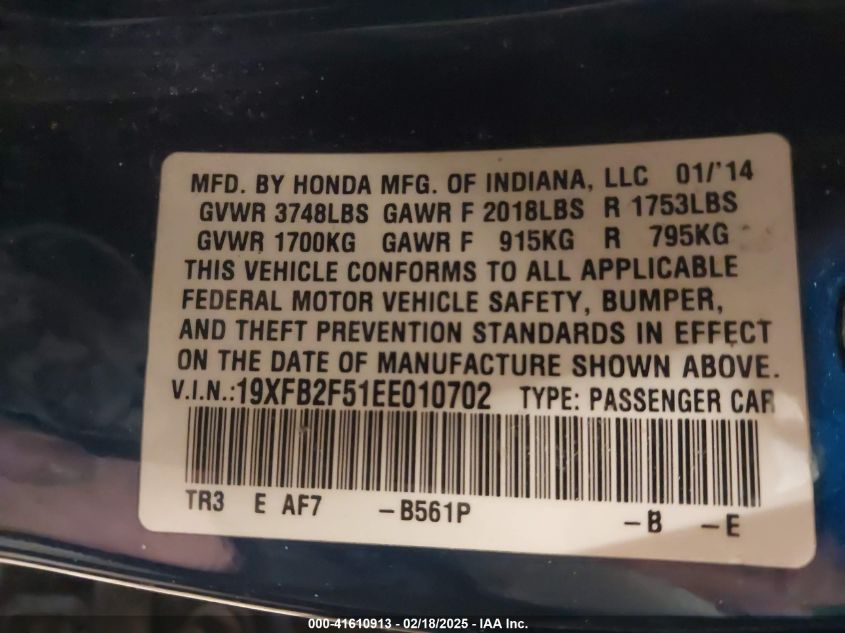 MFD. BY HONDA MFG. OF INDIANA, LLC 01/'14
GVWR 3748LBS GAWR F 2018LBS R 1753LBS
GVWR 1700KG GAWR F 915KG R 795KG
THIS VEHICLE CONFORMS TO ALL APPLICABLE
FEDERAL MOTOR VEHICLE SAFETY, BUMPER,
AND THEFT PREVENTION STANDARDS IN EFFECT
ON THE DATE OF MANUFACTURE SHOWN ABOVE.
V.I.N.:19XFB2F51EE010702 TYPE: PASSENGER CAR
TR3 E AF7 -B561P -B -E
000-41610913 - 02/18/2025 - IAA Inc.